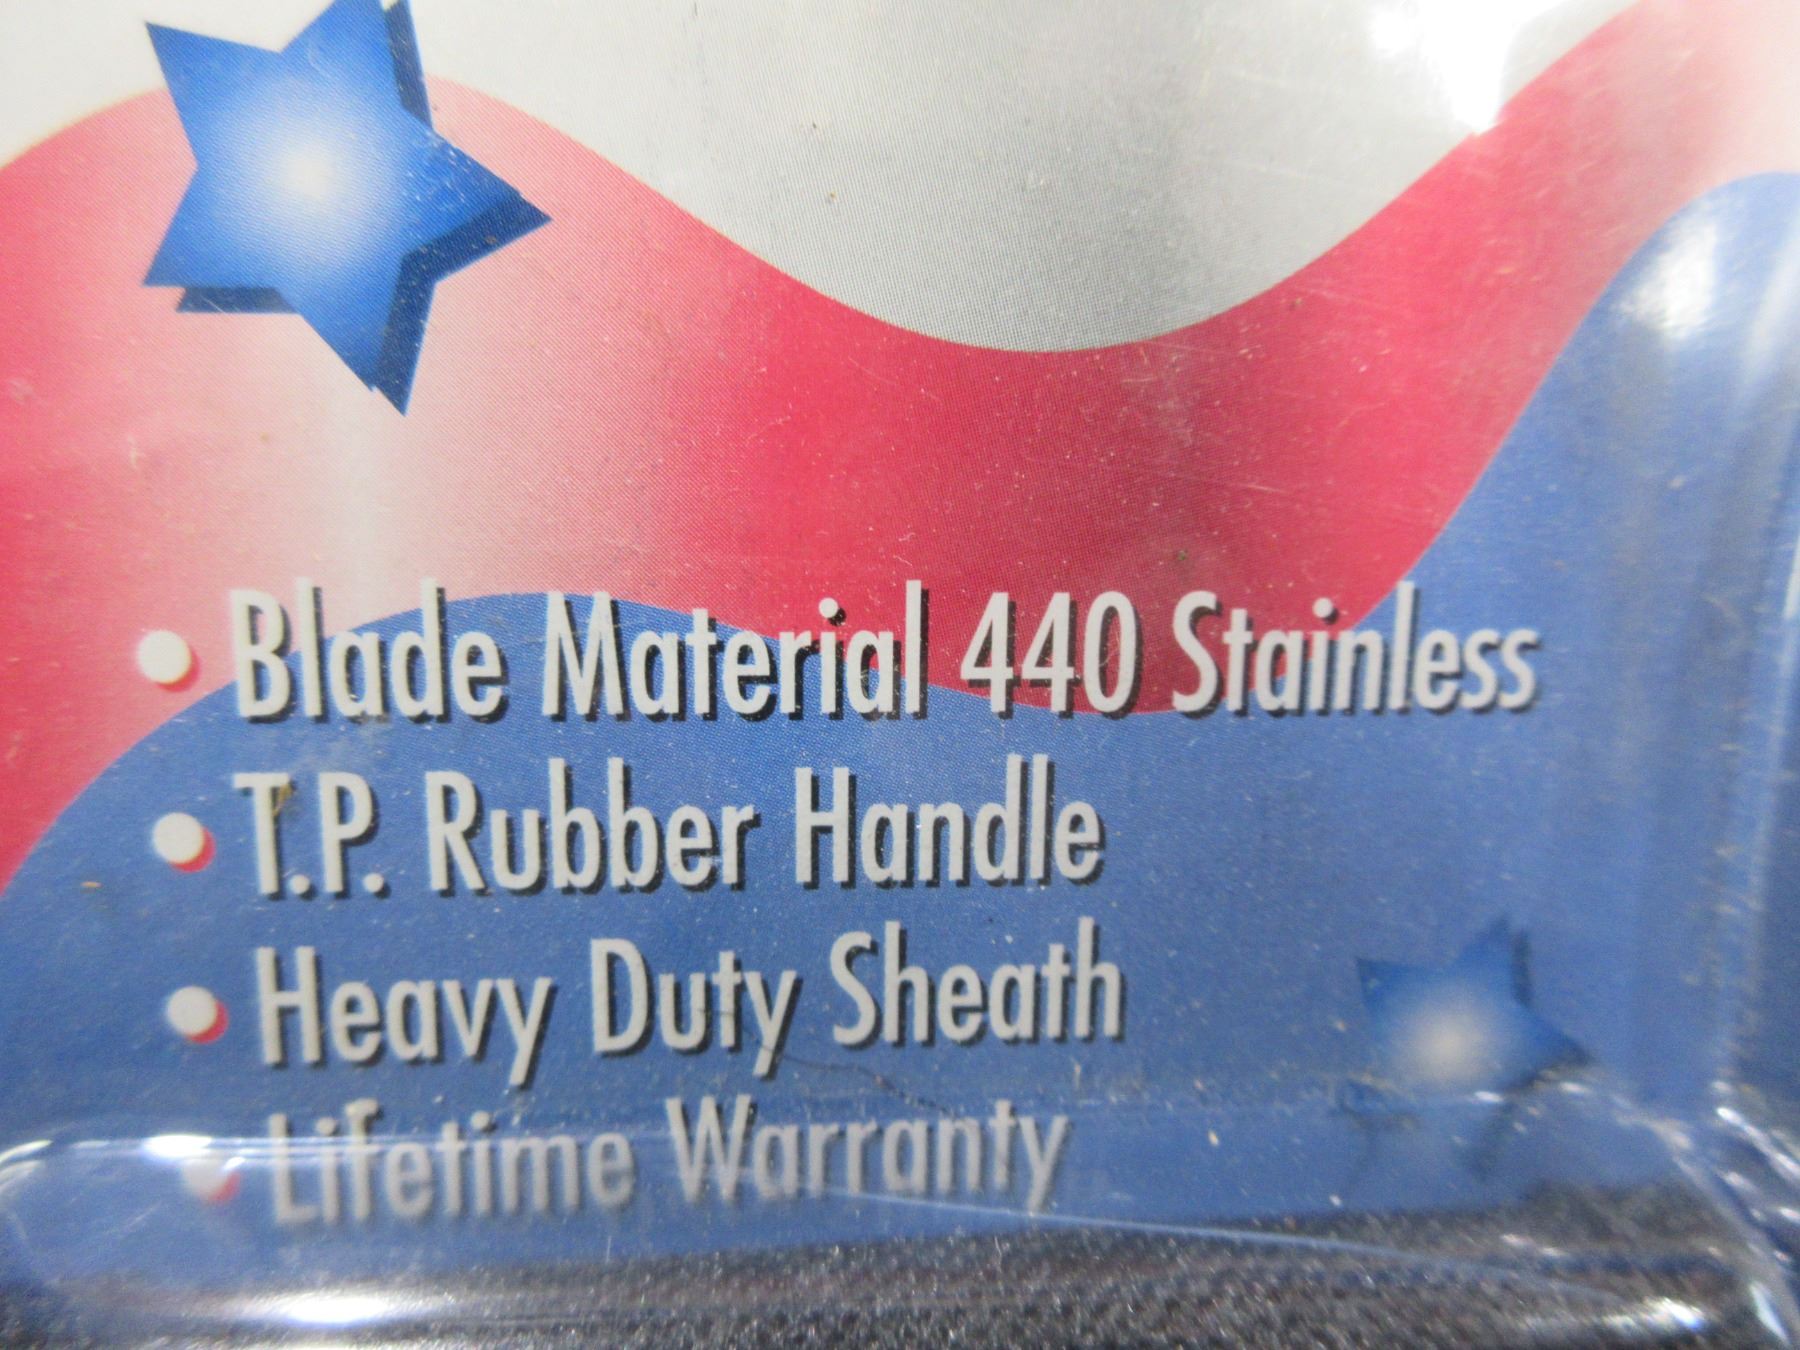 • Blade Material 440 Stainless
• T.P. Rubber Handle
• Heavy Duty Sheath
• Lifetime Warranty